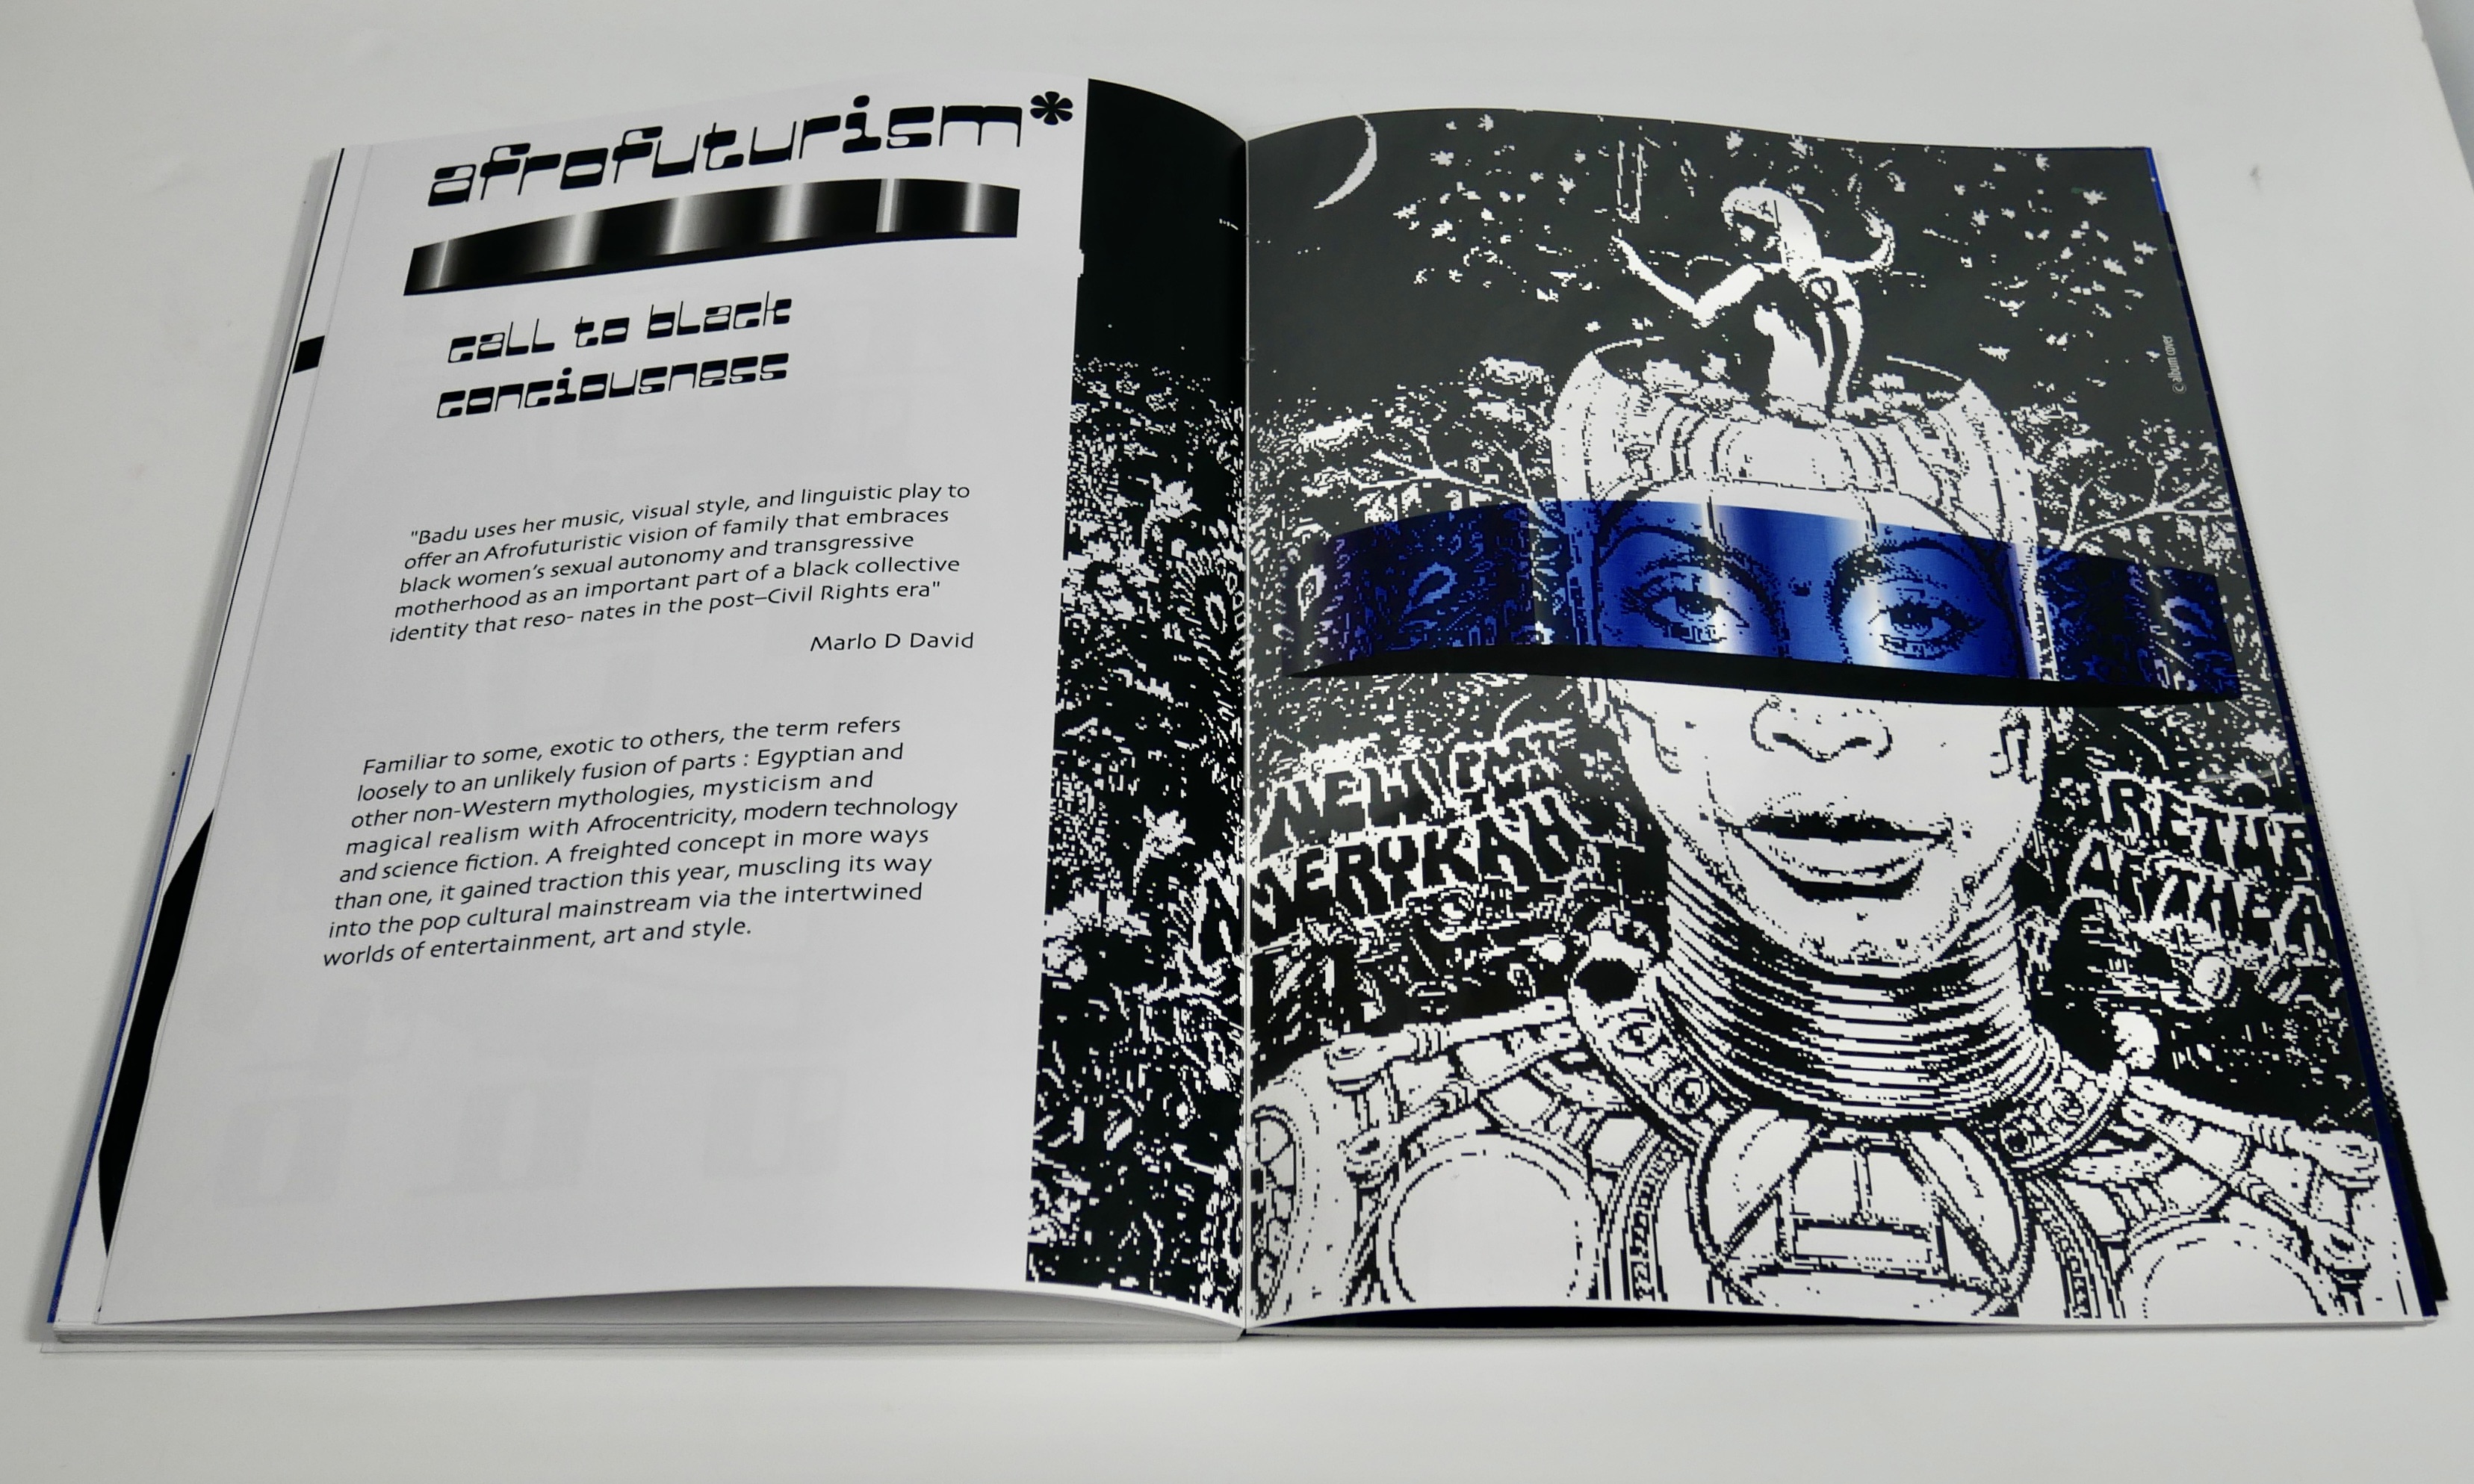 afrofuturism*
call to black
conciousness
"Badu uses her music, visual style, and linguistic play to
offer an Afrofuturistic vision of family that embraces
black women's sexual autonomy and transgressive
motherhood as an important part of a black collective
identity that reso- nates in the post–Civil Rights era"
Marlo D David
Familiar to some, exotic to others, the term refers
loosely to an unlikely fusion of parts : Egyptian and
other non-Western mythologies, mysticism and
magical realism with Afrocentricity, modern technology
and science fiction. A freighted concept in more ways
than one, it gained traction this year, muscling its way
into the pop cultural mainstream via the intertwined
worlds of entertainment, art and style.
© album cover
AMERYKAH
RETUR